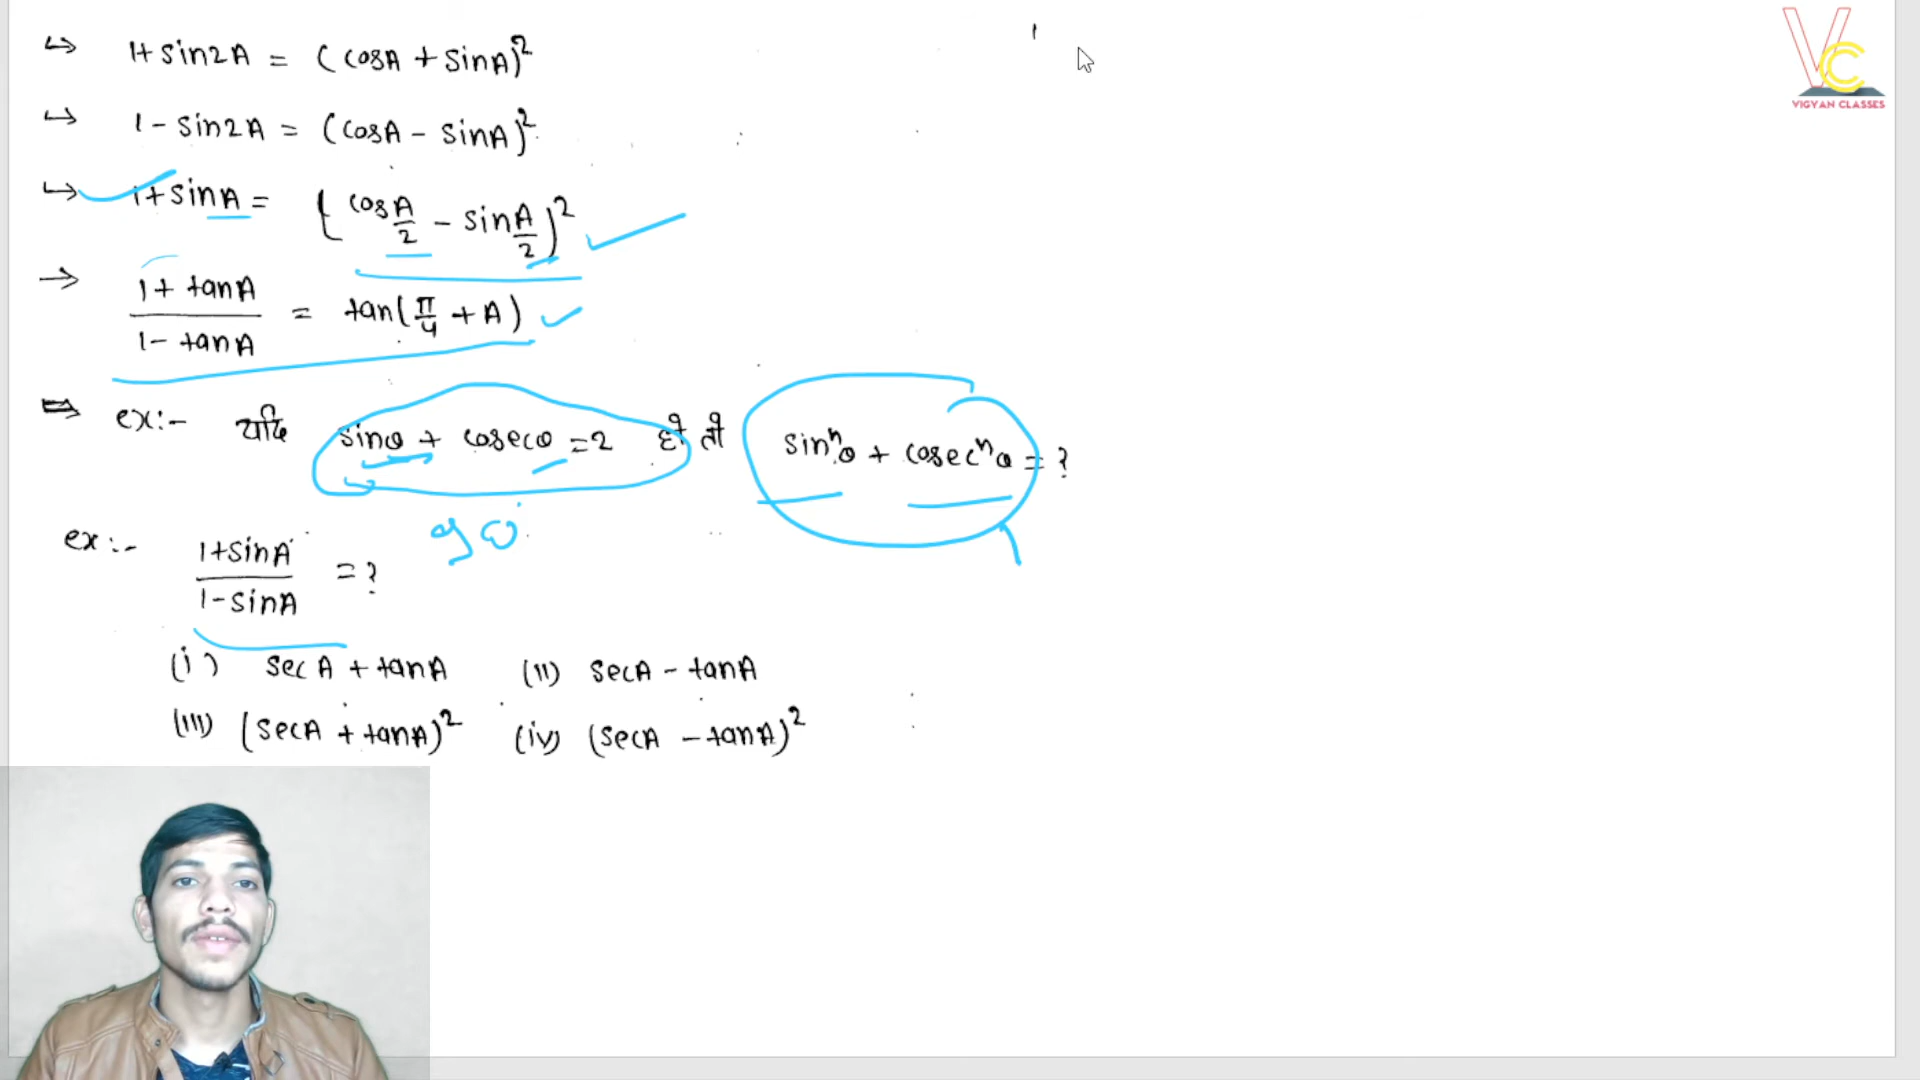 ↪ 1+ sin2A = (cosA + sinA)²
↪ 1 - sin2A = (cosA - sinA)²
↪ 1+sinA = {cos A/2 - sin A/2)²
→ 1+ tanA / 1- tanA = tan(π/4 + A)
⇒ ex:- यदि sinθ + cosecθ = 2 हो तो sinⁿθ + cosecⁿθ = ?
90
ex:- 1+sinA / 1-sinA = ?
(i) secA + tanA (ii) secA - tanA
(iii) (secA + tanA)² (iv) (secA - tanA)²
VC
VIGYAN CLASSES